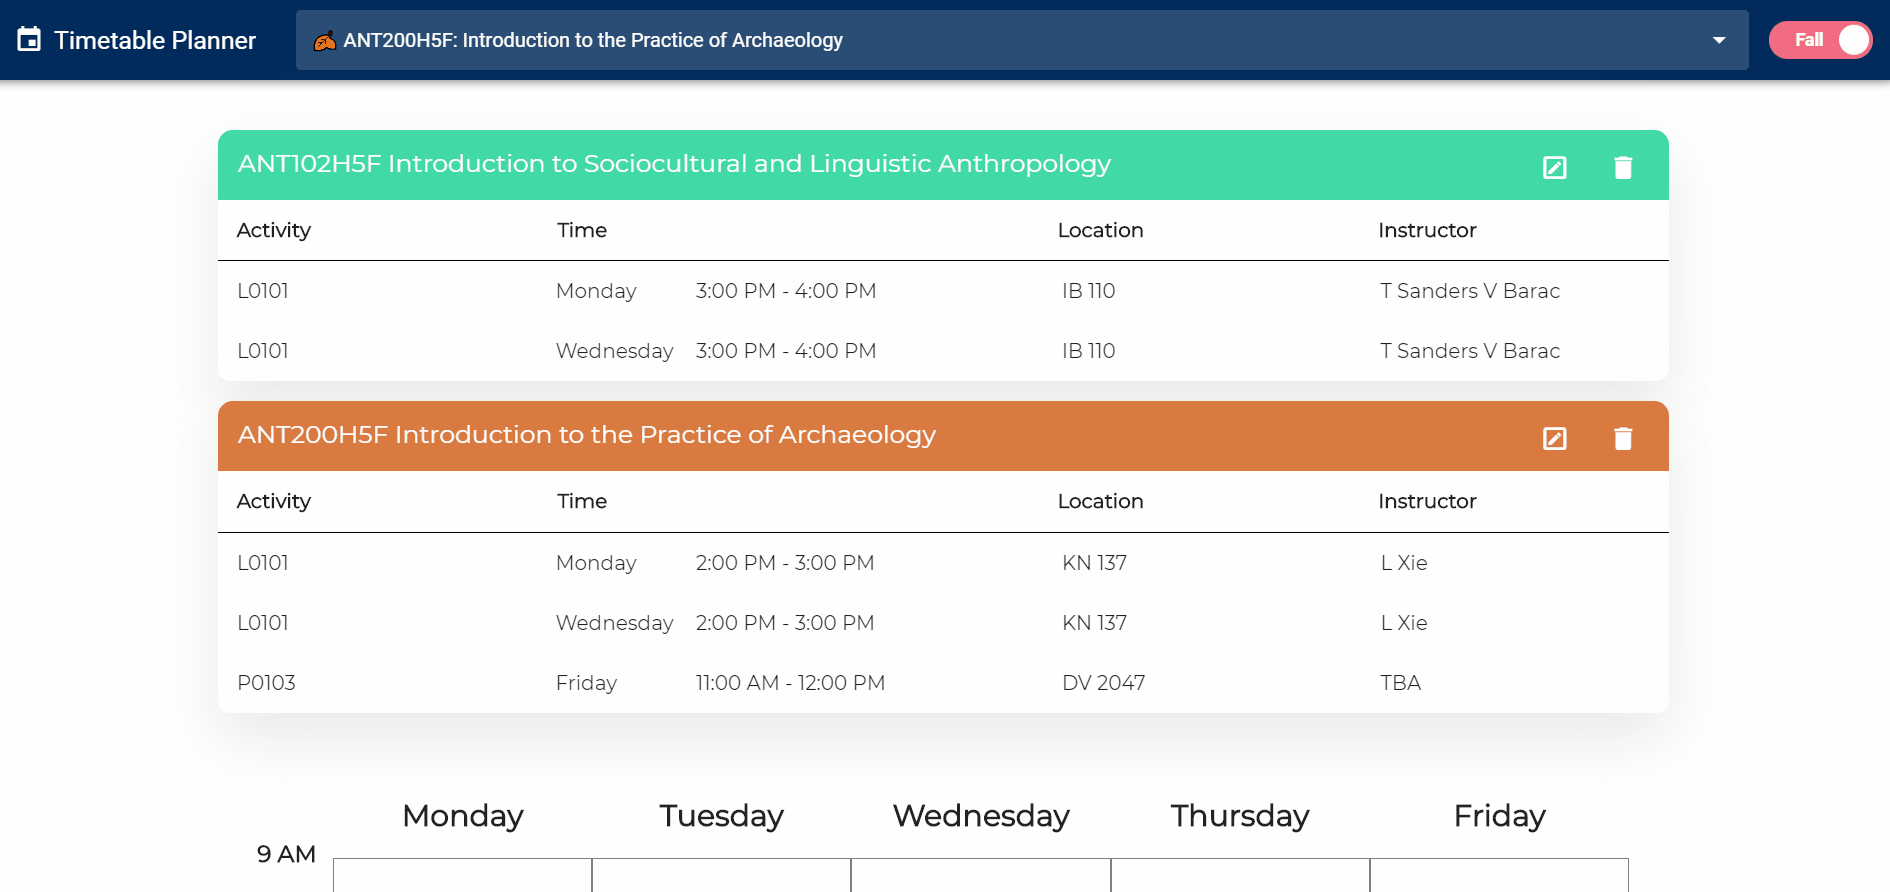 Timetable Planner
ANT200H5F: Introduction to the Practice of Archaeology
Fall
ANT102H5F Introduction to Sociocultural and Linguistic Anthropology
Activity Time Location Instructor
L0101 Monday 3:00 PM - 4:00 PM IB 110 T Sanders V Barac
L0101 Wednesday 3:00 PM - 4:00 PM IB 110 T Sanders V Barac
ANT200H5F Introduction to the Practice of Archaeology
Activity Time Location Instructor
L0101 Monday 2:00 PM - 3:00 PM KN 137 L Xie
L0101 Wednesday 2:00 PM - 3:00 PM KN 137 L Xie
P0103 Friday 11:00 AM - 12:00 PM DV 2047 TBA
Monday Tuesday Wednesday Thursday Friday
9 AM